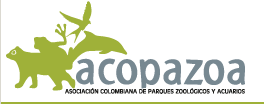 acopazoa
ASOCIACIÓN COLOMBIANA DE PARQUES ZOOLÓGICOS Y ACUARIOS